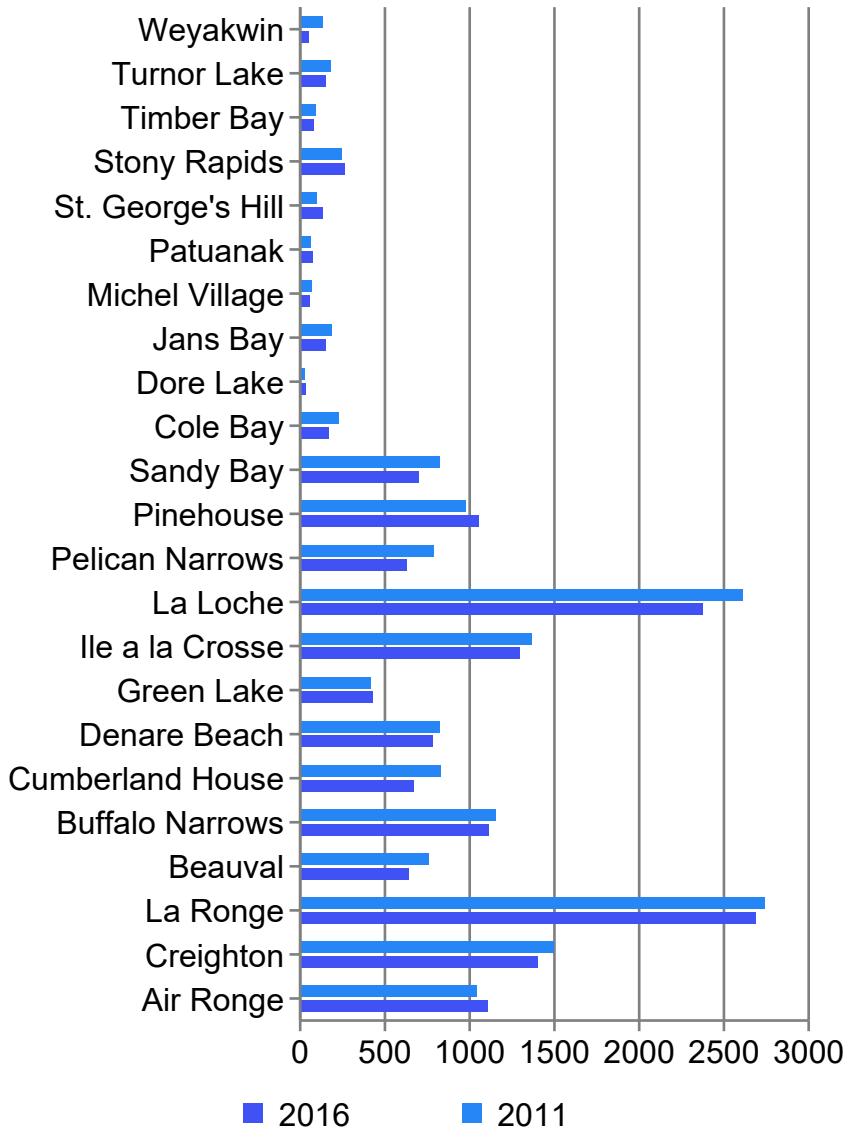 Weyakwin
Turnor Lake
Timber Bay
Stony Rapids
St. George's Hill
Patuanak
Michel Village
Jans Bay
Dore Lake
Cole Bay
Sandy Bay
Pinehouse
Pelican Narrows
La Loche
Ile a la Crosse
Green Lake
Denare Beach
Cumberland House
Buffalo Narrows
Beauval
La Ronge
Creighton
Air Ronge
0 500 1000 1500 2000 2500 3000
2016 2011